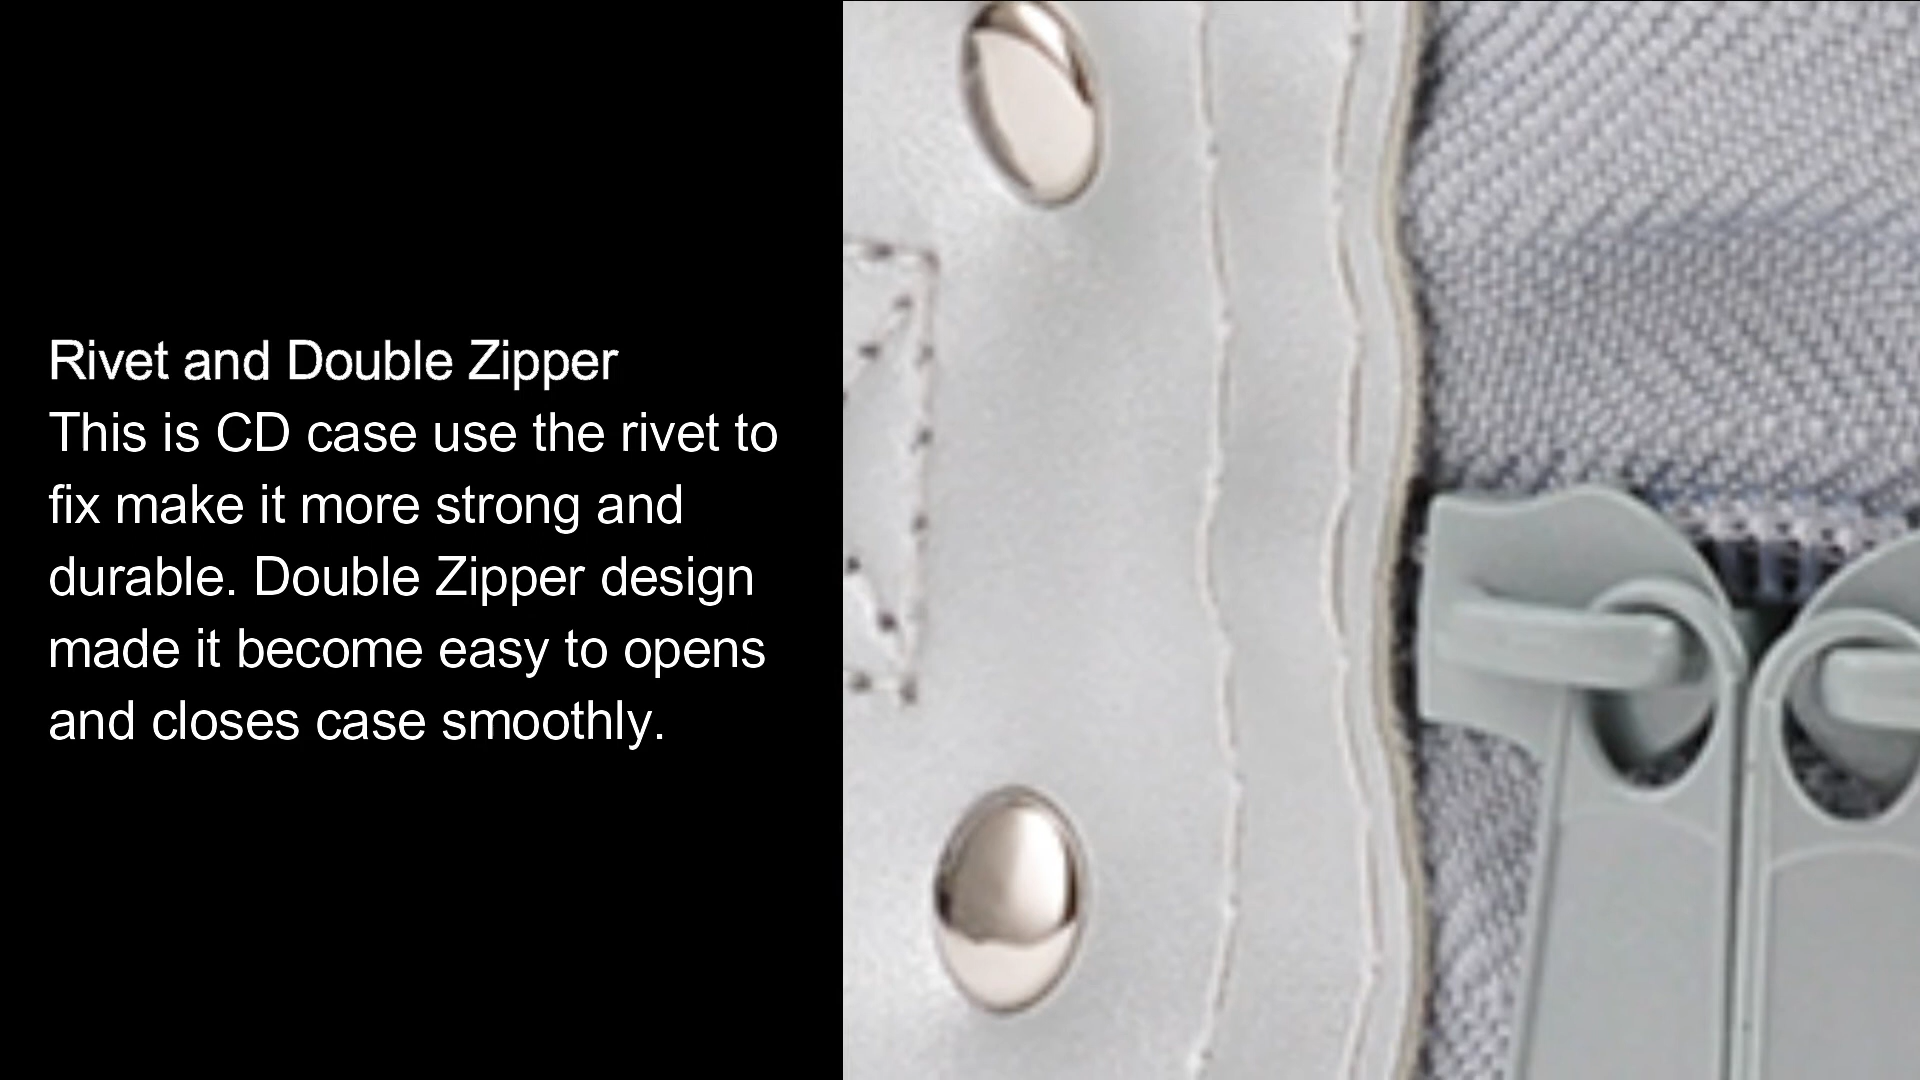 Rivet and Double Zipper
This is CD case use the rivet to
fix make it more strong and
durable. Double Zipper design
made it become easy to opens
and closes case smoothly.